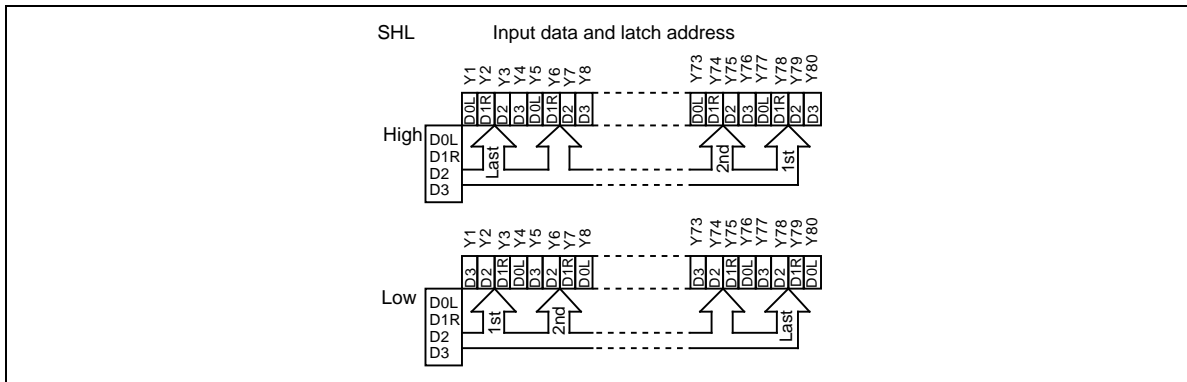 SHL Input data and latch address
Y1 Y2 Y3 Y4 Y5 Y6 Y7 Y8 Y73 Y74 Y75 Y76 Y77 Y78 Y79 Y80
D0L D1R D2 D3 D0L D1R D2 D3 D0L D1R D2 D3 D0L D1R D2 D3
High
D0L
D1R
D2
D3
Last 2nd 1st
Y1 Y2 Y3 Y4 Y5 Y6 Y7 Y8 Y73 Y74 Y75 Y76 Y77 Y78 Y79 Y80
D3 D2 D1R D0L D3 D2 D1R D0L D3 D2 D1R D0L D3 D2 D1R D0L
Low
D0L
D1R
D2
D3
1st 2nd Last